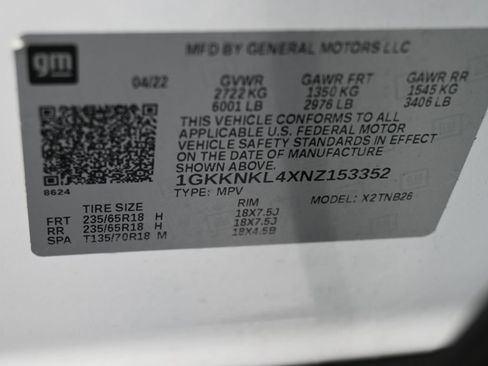 gm
MFD BY GENERAL MOTORS LLC
04/22 GVWR GAWR FRT GAWR RR
2722 KG 1350 KG 1545 KG
6001 LB 2976 LB 3406 LB
THIS VEHICLE CONFORMS TO ALL
APPLICABLE U.S. FEDERAL MOTOR
VEHICLE SAFETY STANDARDS IN EFFECT
ON THE DATE OF MANUFACTURE
SHOWN ABOVE.
8624
1GKKNKL4XNZ153352
TYPE: MPV MODEL: X2TNB26
TIRE SIZE RIM
FRT 235/65R18 H 18X7.5J
RR 235/65R18 H 18X7.5J
SPA T135/70R18 M 18X4.5B